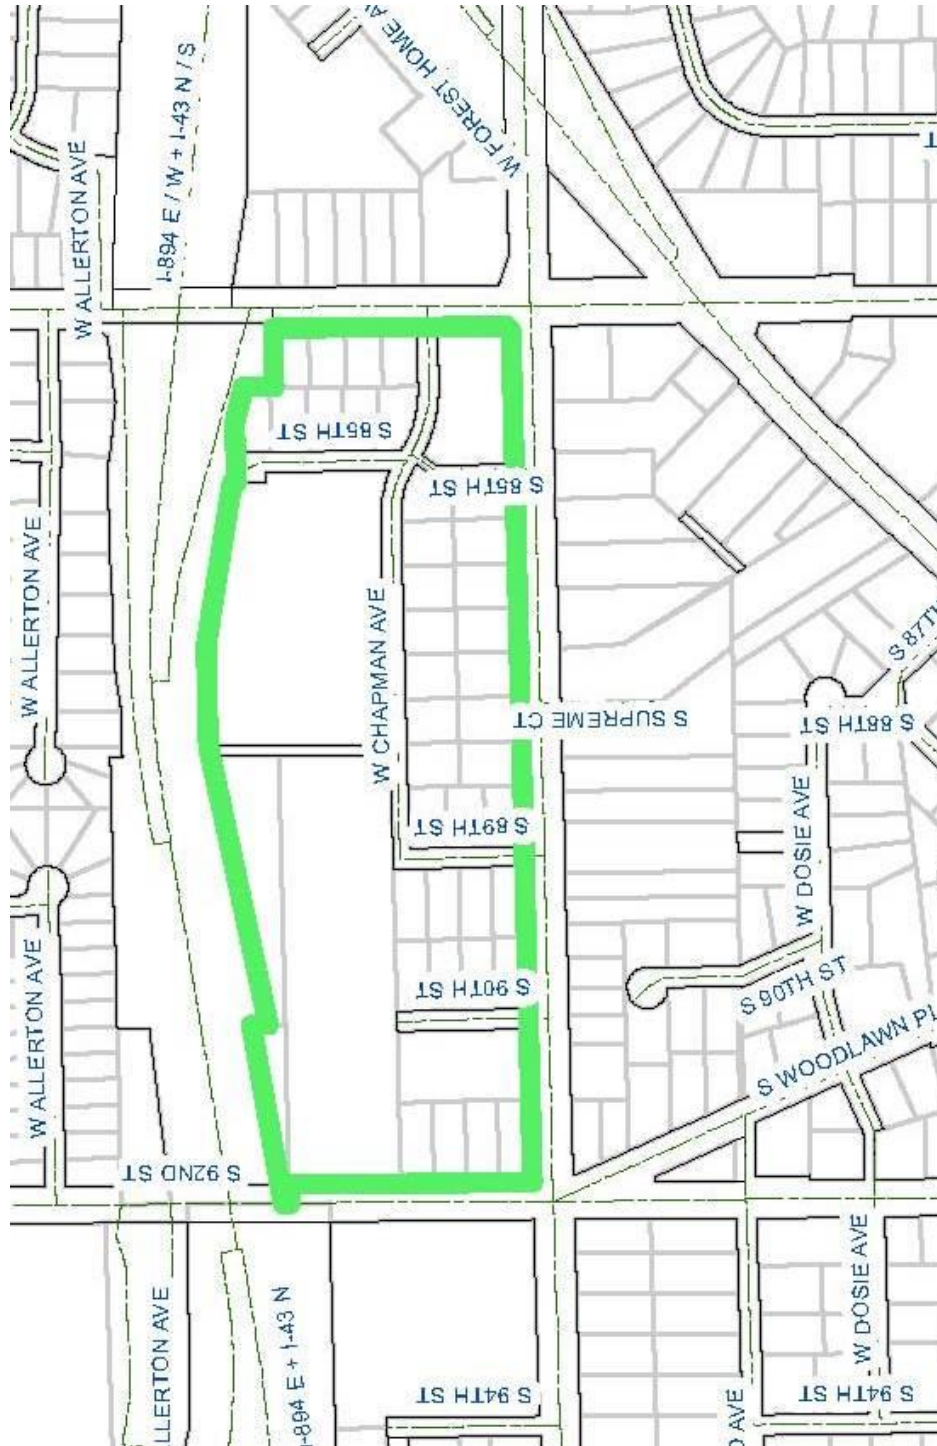 W FOREST HOME A
I-894 E / W + I-43 N / S
W ALLERTON AVE
S 85TH ST
S 85TH ST
W ALLERTON AVE
W CHAPMAN AVE
S 87TH
S SUPREME CT
S 88TH ST
S 89TH ST
W DOSIE AVE
W ALLERTON AVE
S 90TH ST
S 90TH ST
S WOODLAWN PL
S 92ND ST
W DOSIE AVE
ALLERTON AVE
I-894 E + I-43 N
S 94TH ST
S 94TH ST
AVE